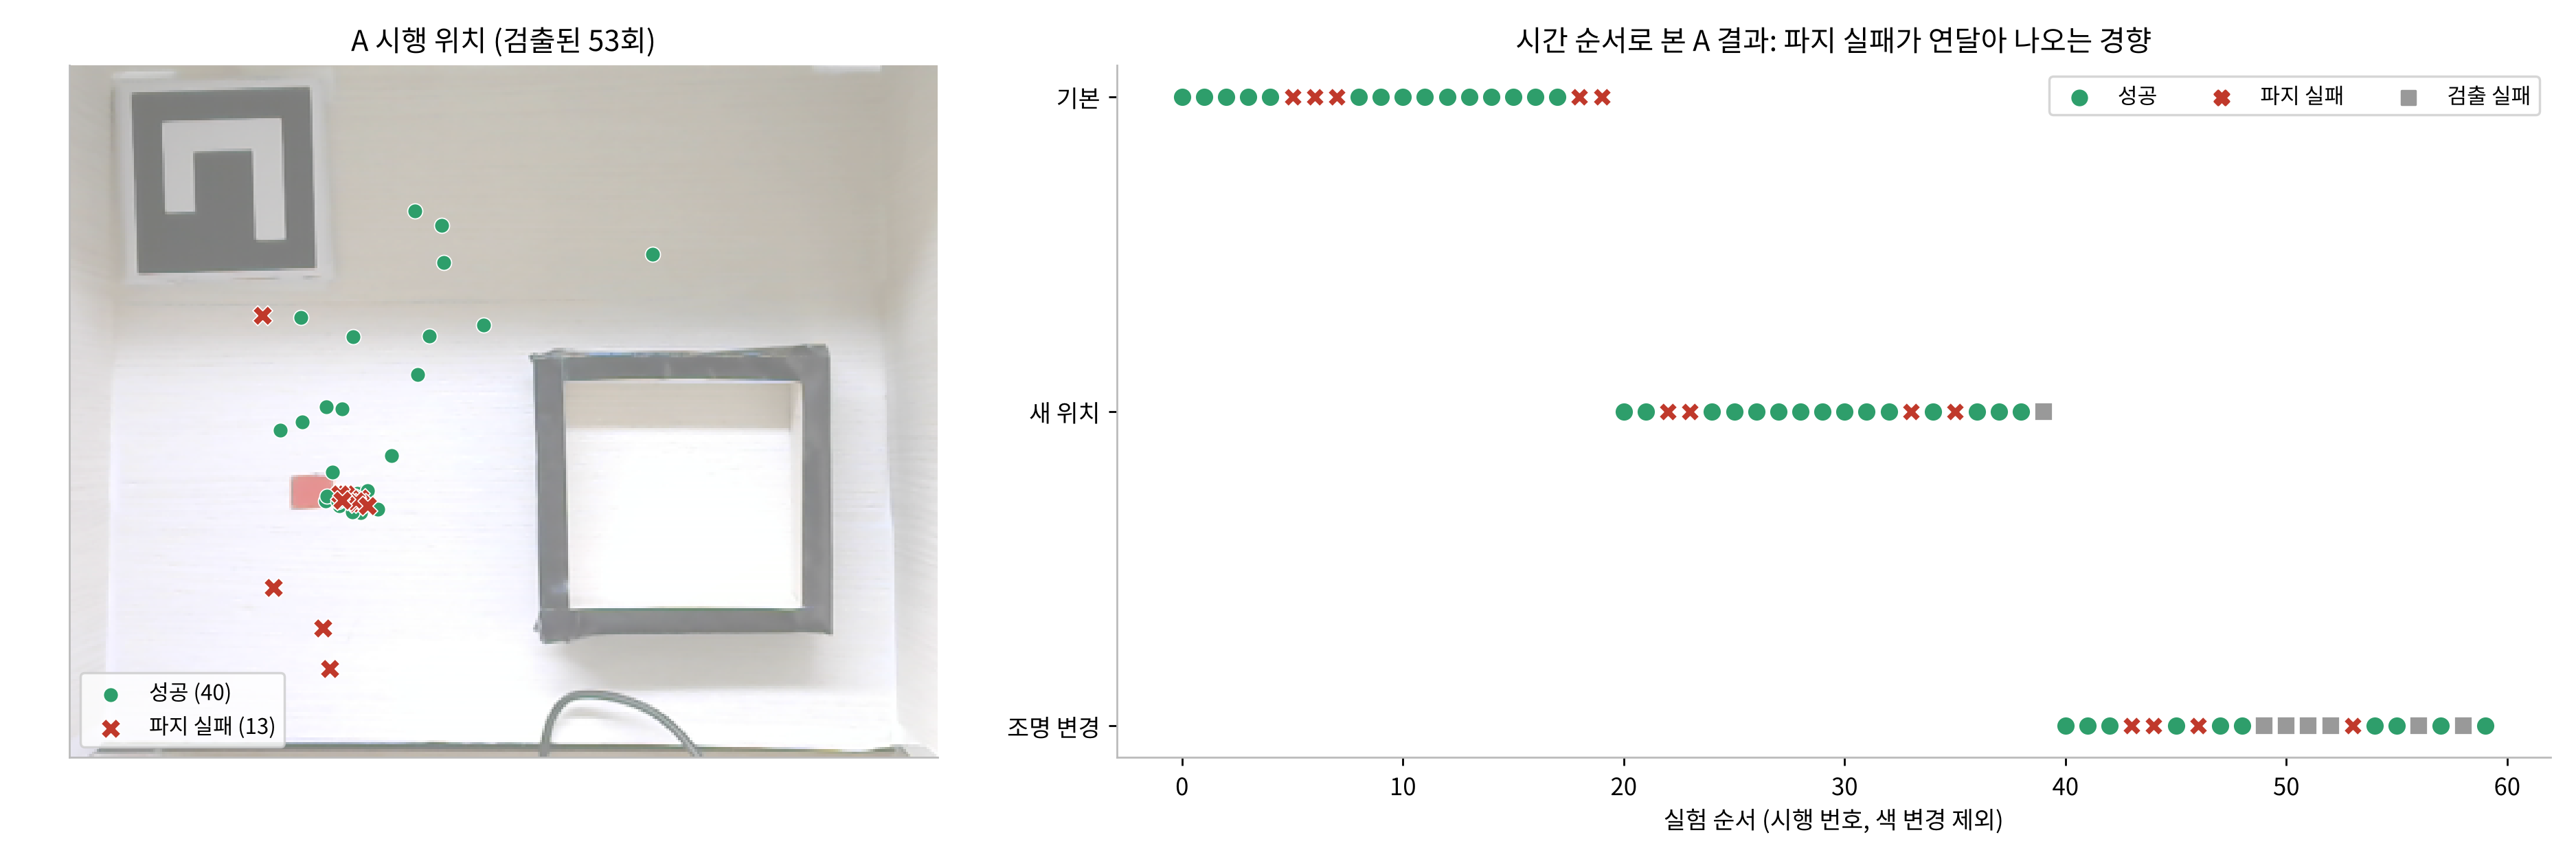 A 시행 위치 (검출된 53회)
성공 (40)
파지 실패 (13)
시간 순서로 본 A 결과: 파지 실패가 연달아 나오는 경향
성공 파지 실패 검출 실패
기본
새 위치
조명 변경
0 10 20 30 40 50 60
실험 순서 (시행 번호, 색 변경 제외)